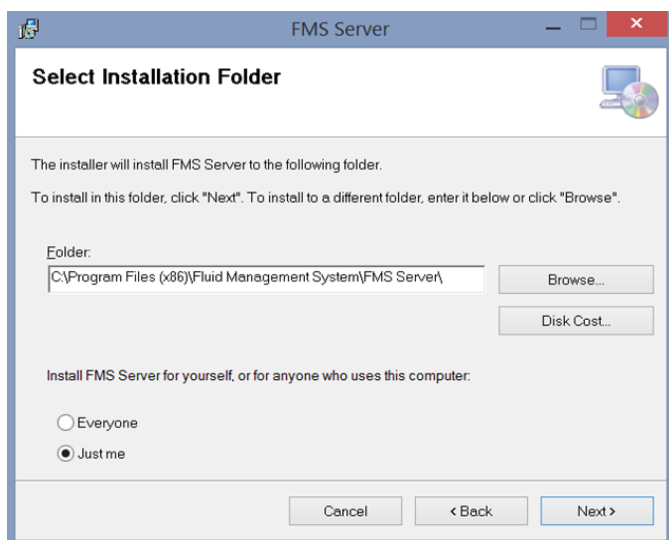 FMS Server
Select Installation Folder
The installer will install FMS Server to the following folder.
To install in this folder, click "Next". To install to a different folder, enter it below or click "Browse".
Folder:
C:\Program Files (x86)\Fluid Management System\FMS Server\
Browse...
Disk Cost...
Install FMS Server for yourself, or for anyone who uses this computer:
Everyone
Just me
Cancel
< Back
Next >